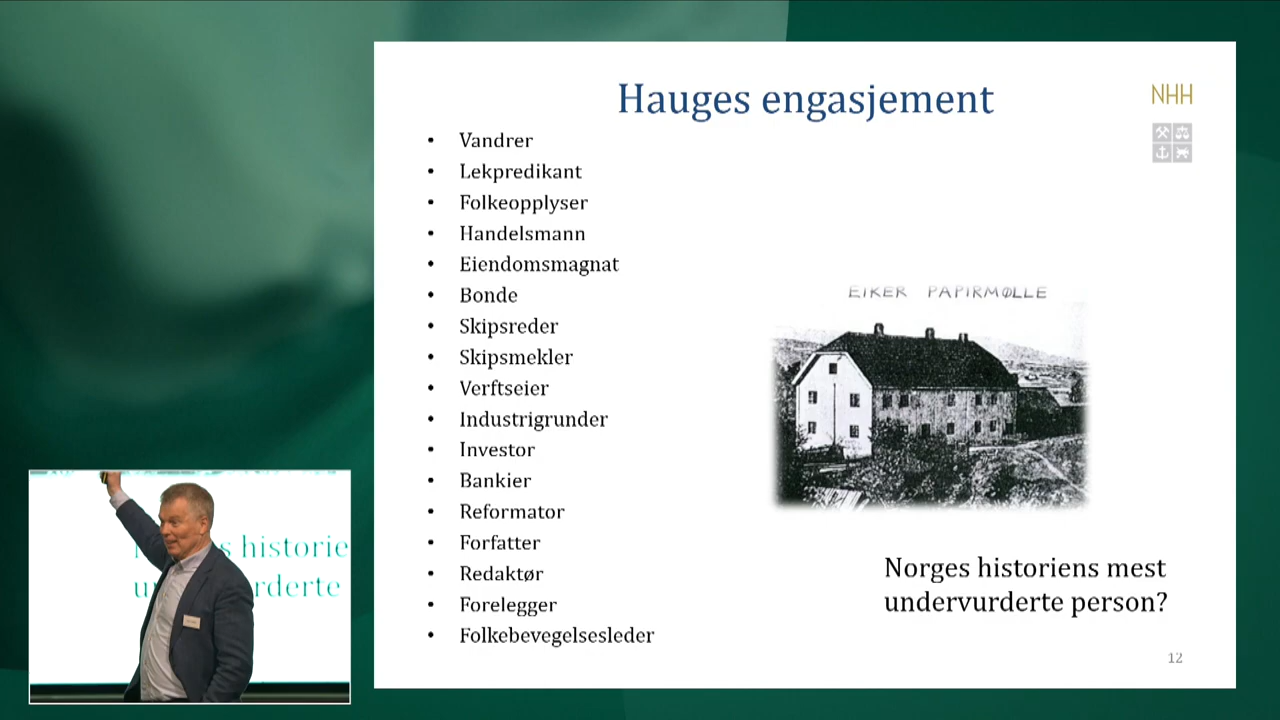 Hauges engasjement
NHH
Vandrer
Lekpredikant
Folkeopplyser
Handelsmann
Eiendomsmagnat
Bonde
Skipsreder
Skipsmekler
Verftseier
Industrigrunder
Investor
Bankier
Reformator
Forfatter
Redaktør
Forelegger
Folkebevegelsesleder
EIKER PAPIRMØLLE
Norges historiens mest
undervurderte person?
12
s historie
rderte